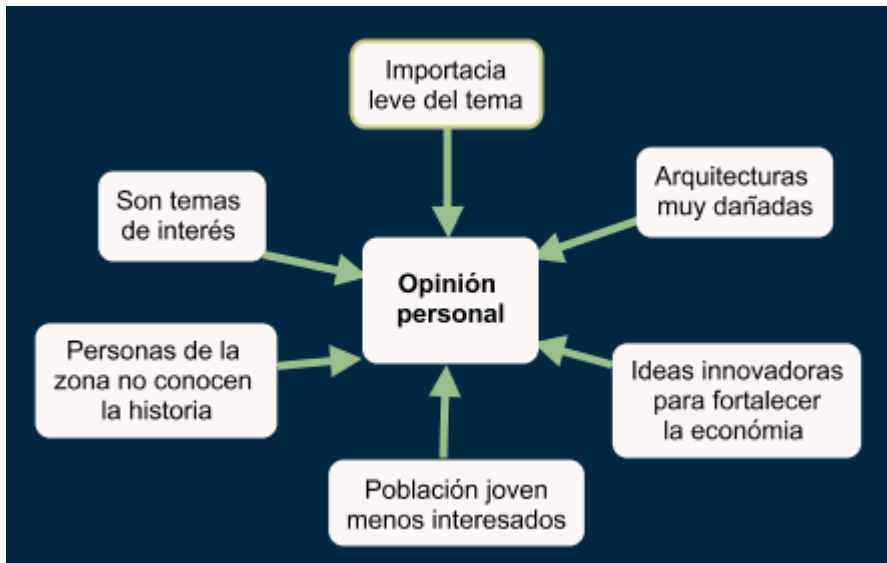 Importacia
leve del tema
Son temas
de interés
Arquitecturas
muy dañadas
Opinión
personal
Personas de la
zona no conocen
la historia
Ideas innovadoras
para fortalecer
la económia
Población joven
menos interesados